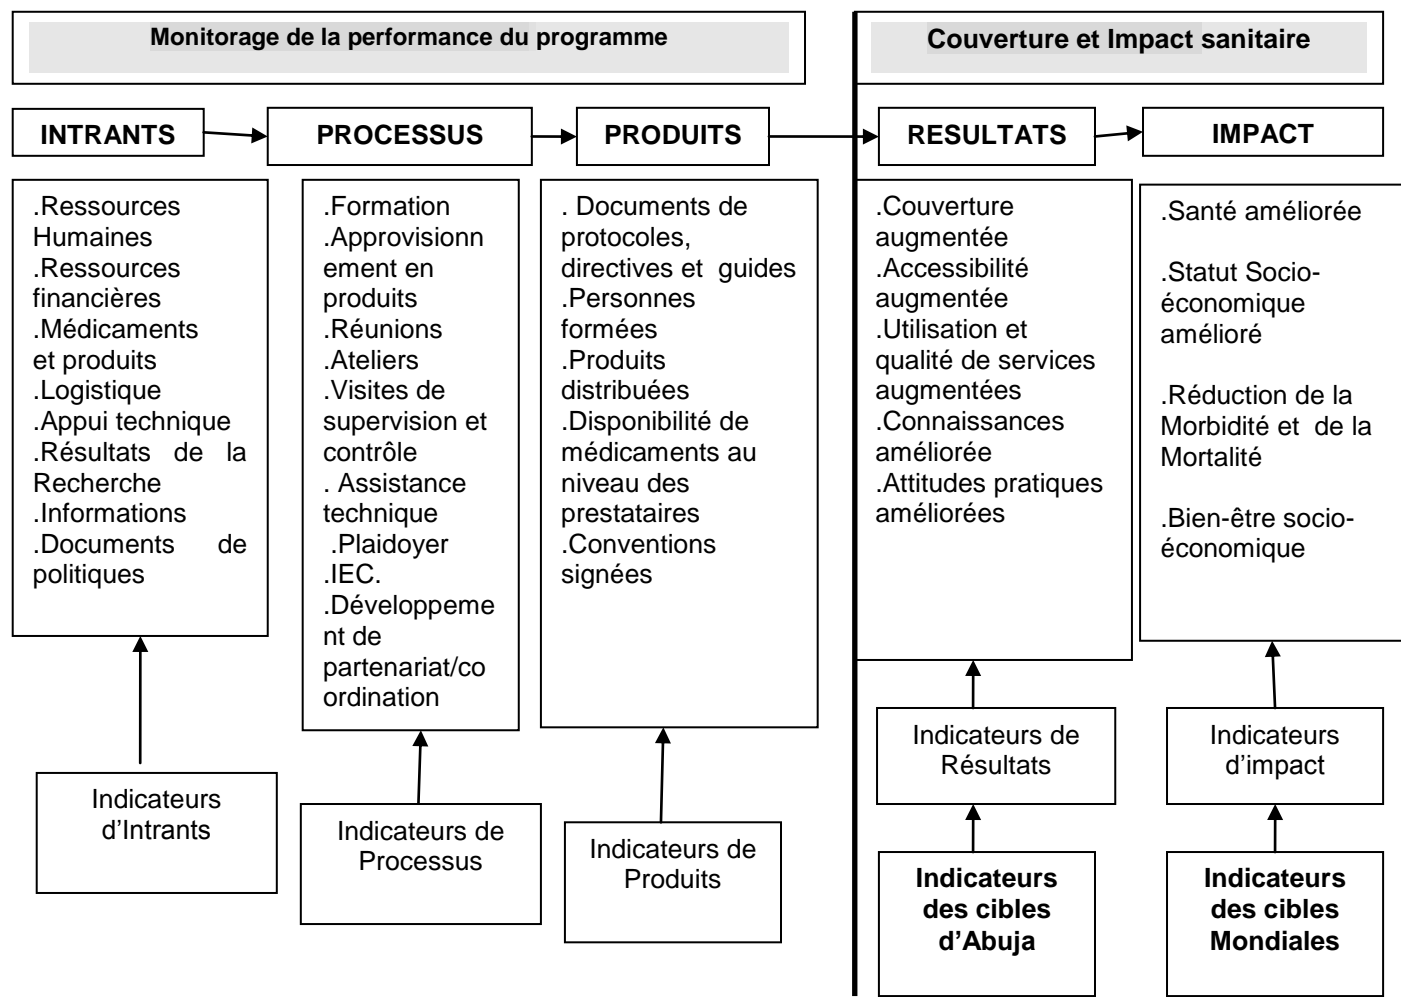 Monitorage de la performance du programme
Couverture et Impact sanitaire
INTRANTS
PROCESSUS
PRODUITS
RESULTATS
IMPACT
.Ressources
Humaines
.Ressources
financières
.Médicaments
et produits
.Logistique
.Appui technique
.Résultats de la
Recherche
.Informations
.Documents de
politiques
.Formation
.Approvisionn
ement en
produits
.Réunions
.Ateliers
.Visites de
supervision et
contrôle
. Assistance
technique
.Plaidoyer
.IEC.
.Développeme
nt de
partenariat/co
ordination
. Documents de
protocoles,
directives et guides
.Personnes
formées
.Produits
distribuées
.Disponibilité de
médicaments au
niveau des
prestataires
.Conventions
signées
.Couverture
augmentée
.Accessibilité
augmentée
.Utilisation et
qualité de services
augmentées
.Connaissances
améliorée
.Attitudes pratiques
améliorées
.Santé améliorée
.Statut Socio-
économique
amélioré
.Réduction de la
Morbidité et de la
Mortalité
.Bien-être socio-
économique
Indicateurs
d’Intrants
Indicateurs de
Processus
Indicateurs de
Produits
Indicateurs de
Résultats
Indicateurs
d’impact
Indicateurs
des cibles
d’Abuja
Indicateurs
des cibles
Mondiales